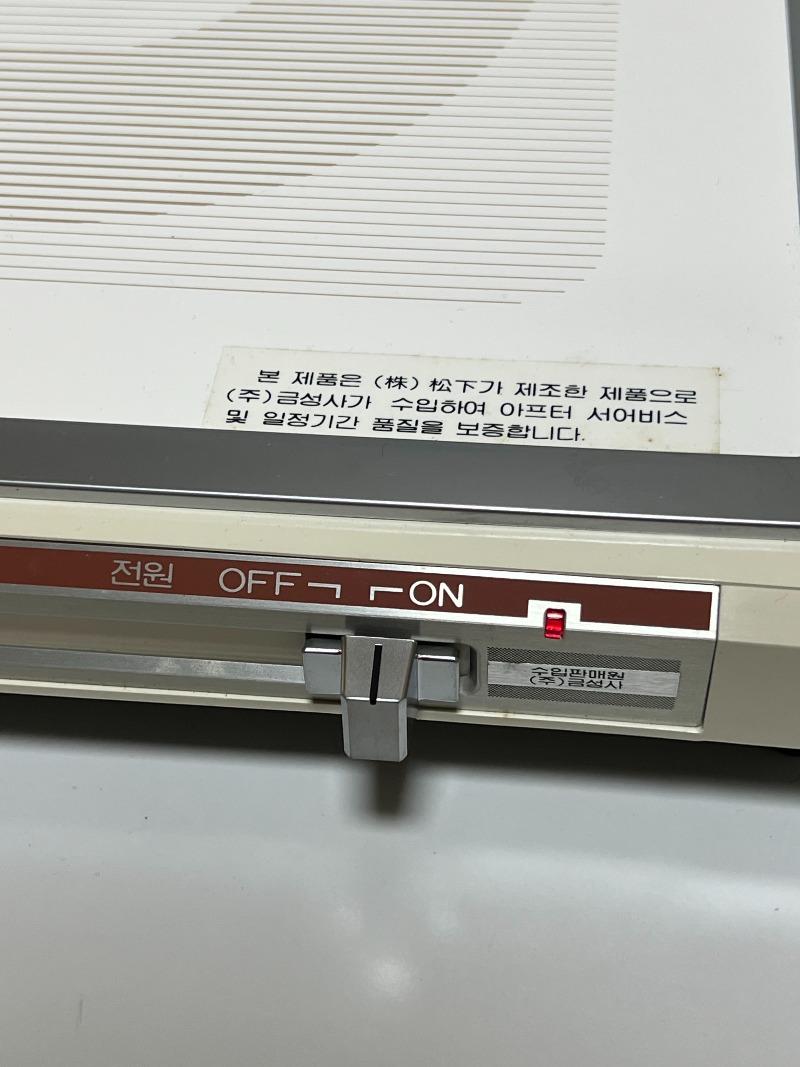 본 제품은 (株) 松下가 제조한 제품으로
(주)금성사가 수입하여 아프터 서어비스
및 일정기간 품질을 보증합니다.
전원 OFF ON
수입판매원
(주)금성사